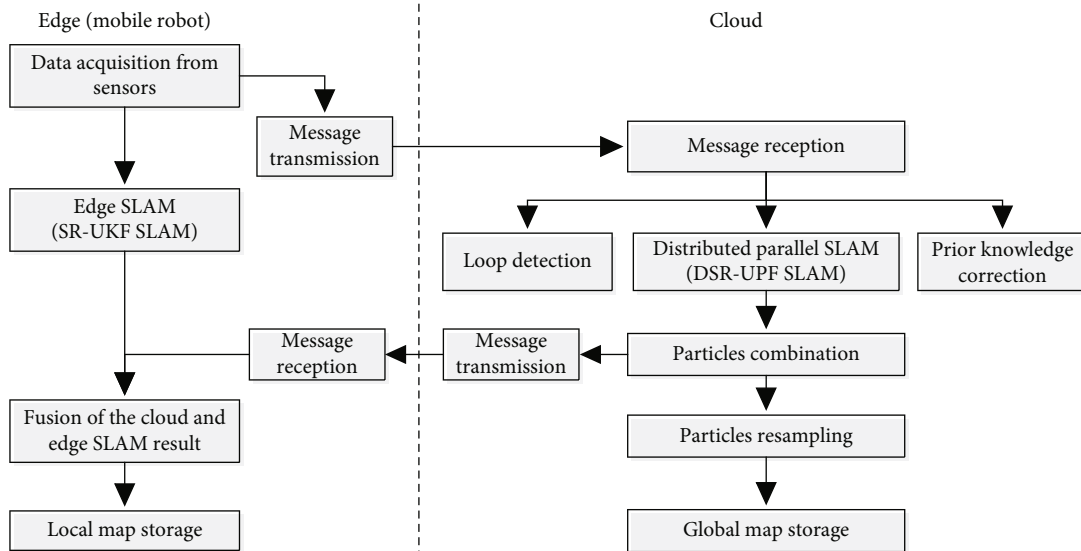 Edge (mobile robot)
Cloud
Data acquisition from
sensors
Message
transmission
Message reception
Edge SLAM
(SR-UKF SLAM)
Loop detection
Distributed parallel SLAM
(DSR-UPF SLAM)
Prior knowledge
correction
Message
reception
Message
transmission
Particles combination
Fusion of the cloud and
edge SLAM result
Particles resampling
Local map storage
Global map storage